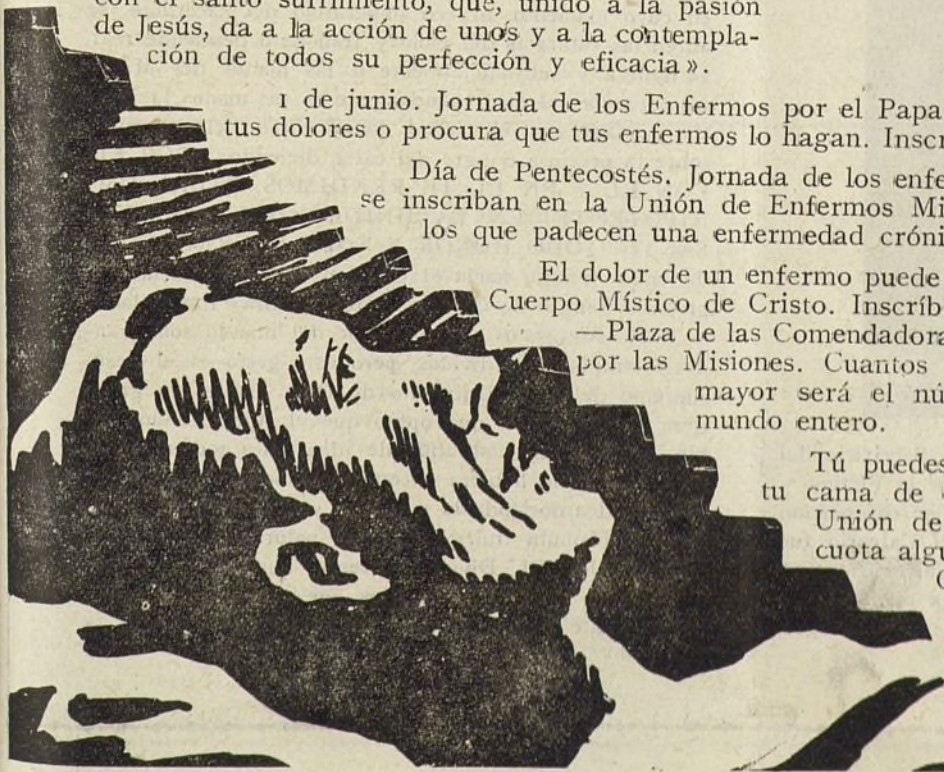 con el santo sufrimiento, que, unido a la pasión
de Jesús, da a la acción de unos y a la contempla-
ción de todos su perfección y eficacia».
1 de junio. Jornada de los Enfermos por el Papa
tus dolores o procura que tus enfermos lo hagan. Inscr
Día de Pentecostés. Jornada de los enfe
se inscriban en la Unión de Enfermos Mi
los que padecen una enfermedad cróni
El dolor de un enfermo puede
Cuerpo Místico de Cristo. Inscríb
—Plaza de las Comendadora
por las Misiones. Cuantos
mayor será el nú
mundo entero.
Tú puedes
tu cama de
Unión de
cuota algu